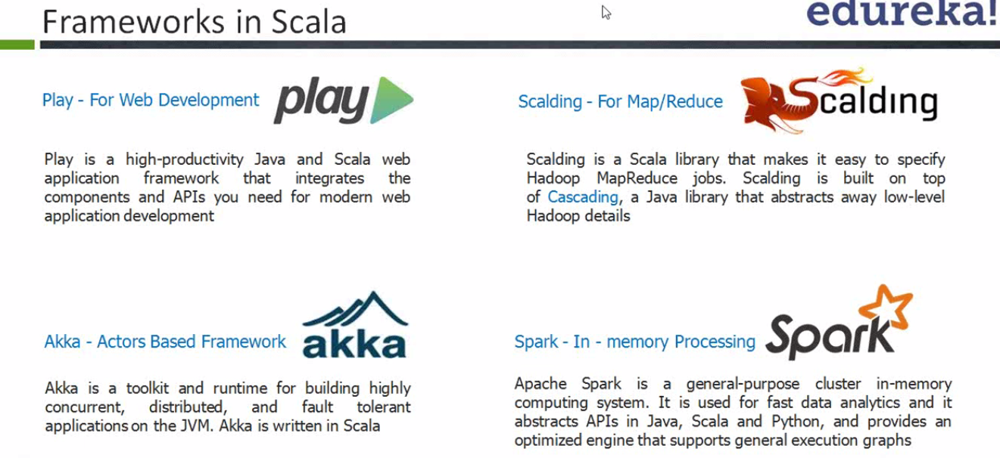 Frameworks in Scala
edureka!
Play - For Web Development
play
Play is a high-productivity Java and Scala web
application framework that integrates the
components and APIs you need for modern web
application development
Scalding - For Map/Reduce
Scalding
Scalding is a Scala library that makes it easy to specify
Hadoop MapReduce jobs. Scalding is built on top
of Cascading, a Java library that abstracts away low-level
Hadoop details
Akka - Actors Based Framework
akka
Akka is a toolkit and runtime for building highly
concurrent, distributed, and fault tolerant
applications on the JVM. Akka is written in Scala
Spark - In - memory Processing
Spark
Apache Spark is a general-purpose cluster in-memory
computing system. It is used for fast data analytics and it
abstracts APIs in Java, Scala and Python, and provides an
optimized engine that supports general execution graphs